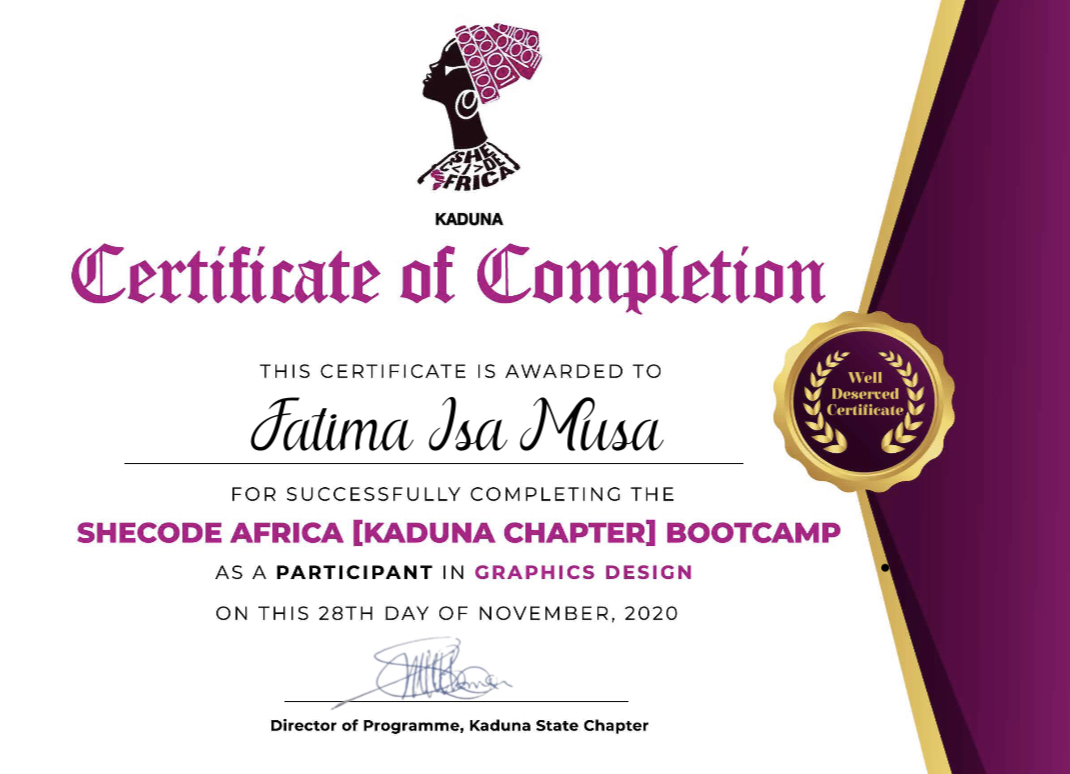 SHE
C</>DE
AFRICA
KADUNA
Certificate of Completion
THIS CERTIFICATE IS AWARDED TO
Fatima Isa Musa
Well
Deserved
Certificate
FOR SUCCESSFULLY COMPLETING THE
SHECODE AFRICA [KADUNA CHAPTER] BOOTCAMP
AS A PARTICIPANT IN GRAPHICS DESIGN
ON THIS 28TH DAY OF NOVEMBER, 2020
Director of Programme, Kaduna State Chapter